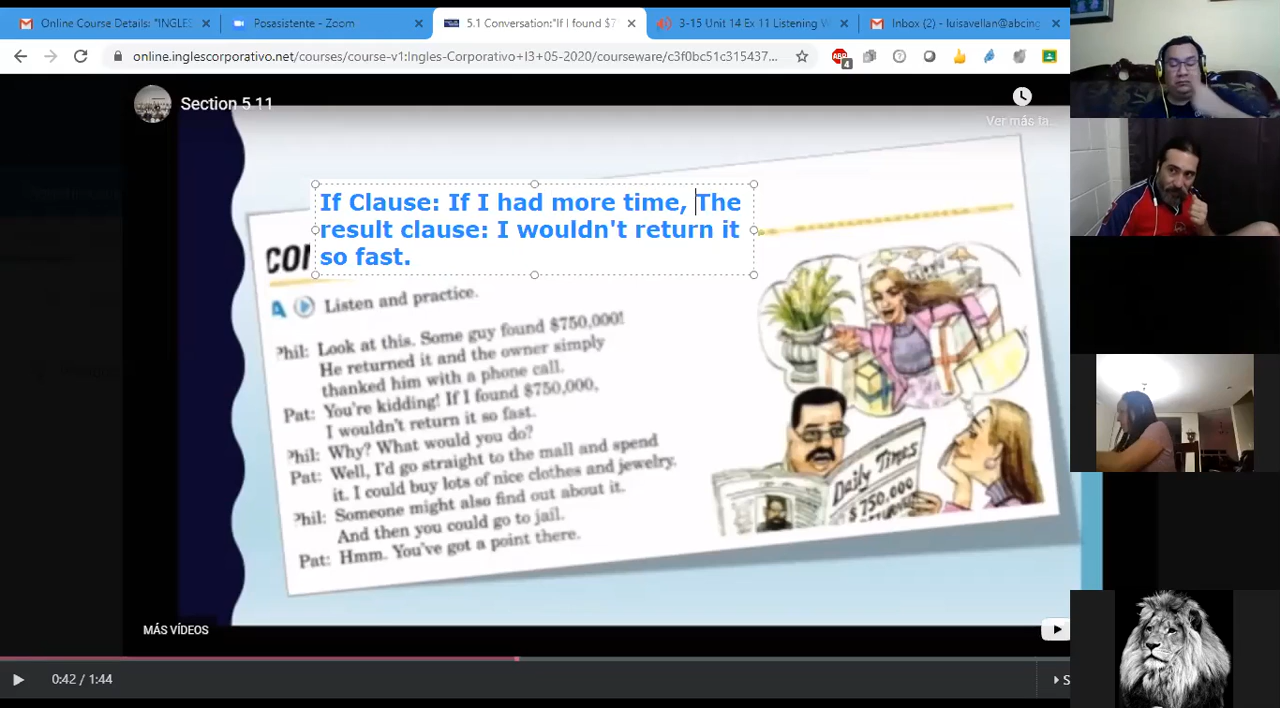 Online Course Details: "INGLES
Posasistente - Zoom
5.1 Conversation:"If I found $7
3-15 Unit 14 Ex 11 Listening W
Inbox (2) - luisavellan@abcing
online.inglescorporativo.net/courses/course-v1:Ingles-Corporativo+I3+05-2020/courseware/c3f0bc51c315437...
ABP
4
Section 5 11
Ver más ta...
If Clause: If I had more time, The
result clause: I wouldn't return it
so fast.
CON
A Listen and practice.
Phil: Look at this. Some guy found $750,000!
He returned it and the owner simply
thanked him with a phone call.
Pat: You're kidding! If I found $750,000,
I wouldn't return it so fast.
Phil: Why? What would you do?
Pat: Well, I'd go straight to the mall and spend
it. I could buy lots of nice clothes and jewelry.
Phil: Someone might also find out about it.
And then you could go to jail.
Pat: Hmm. You've got a point there.
Daily Times
$750,000
MÁS VÍDEOS
0:42 / 1:44
S